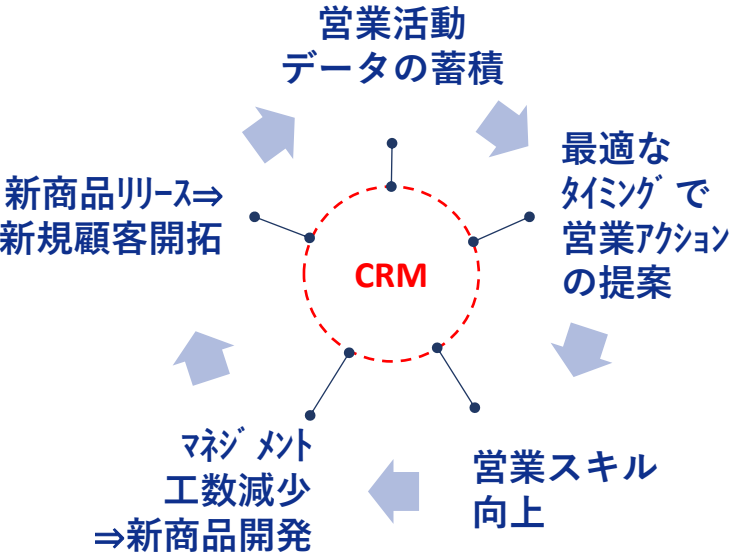 営業活動
データの蓄積
最適な
ﾀｲﾐﾝｸﾞで
営業ｱｸｼｮﾝ
の提案
営業スキル
向上
ﾏﾈｼﾞﾒﾝﾄ
工数減少
⇒新商品開発
新商品ﾘﾘｰｽ⇒
新規顧客開拓
CRM